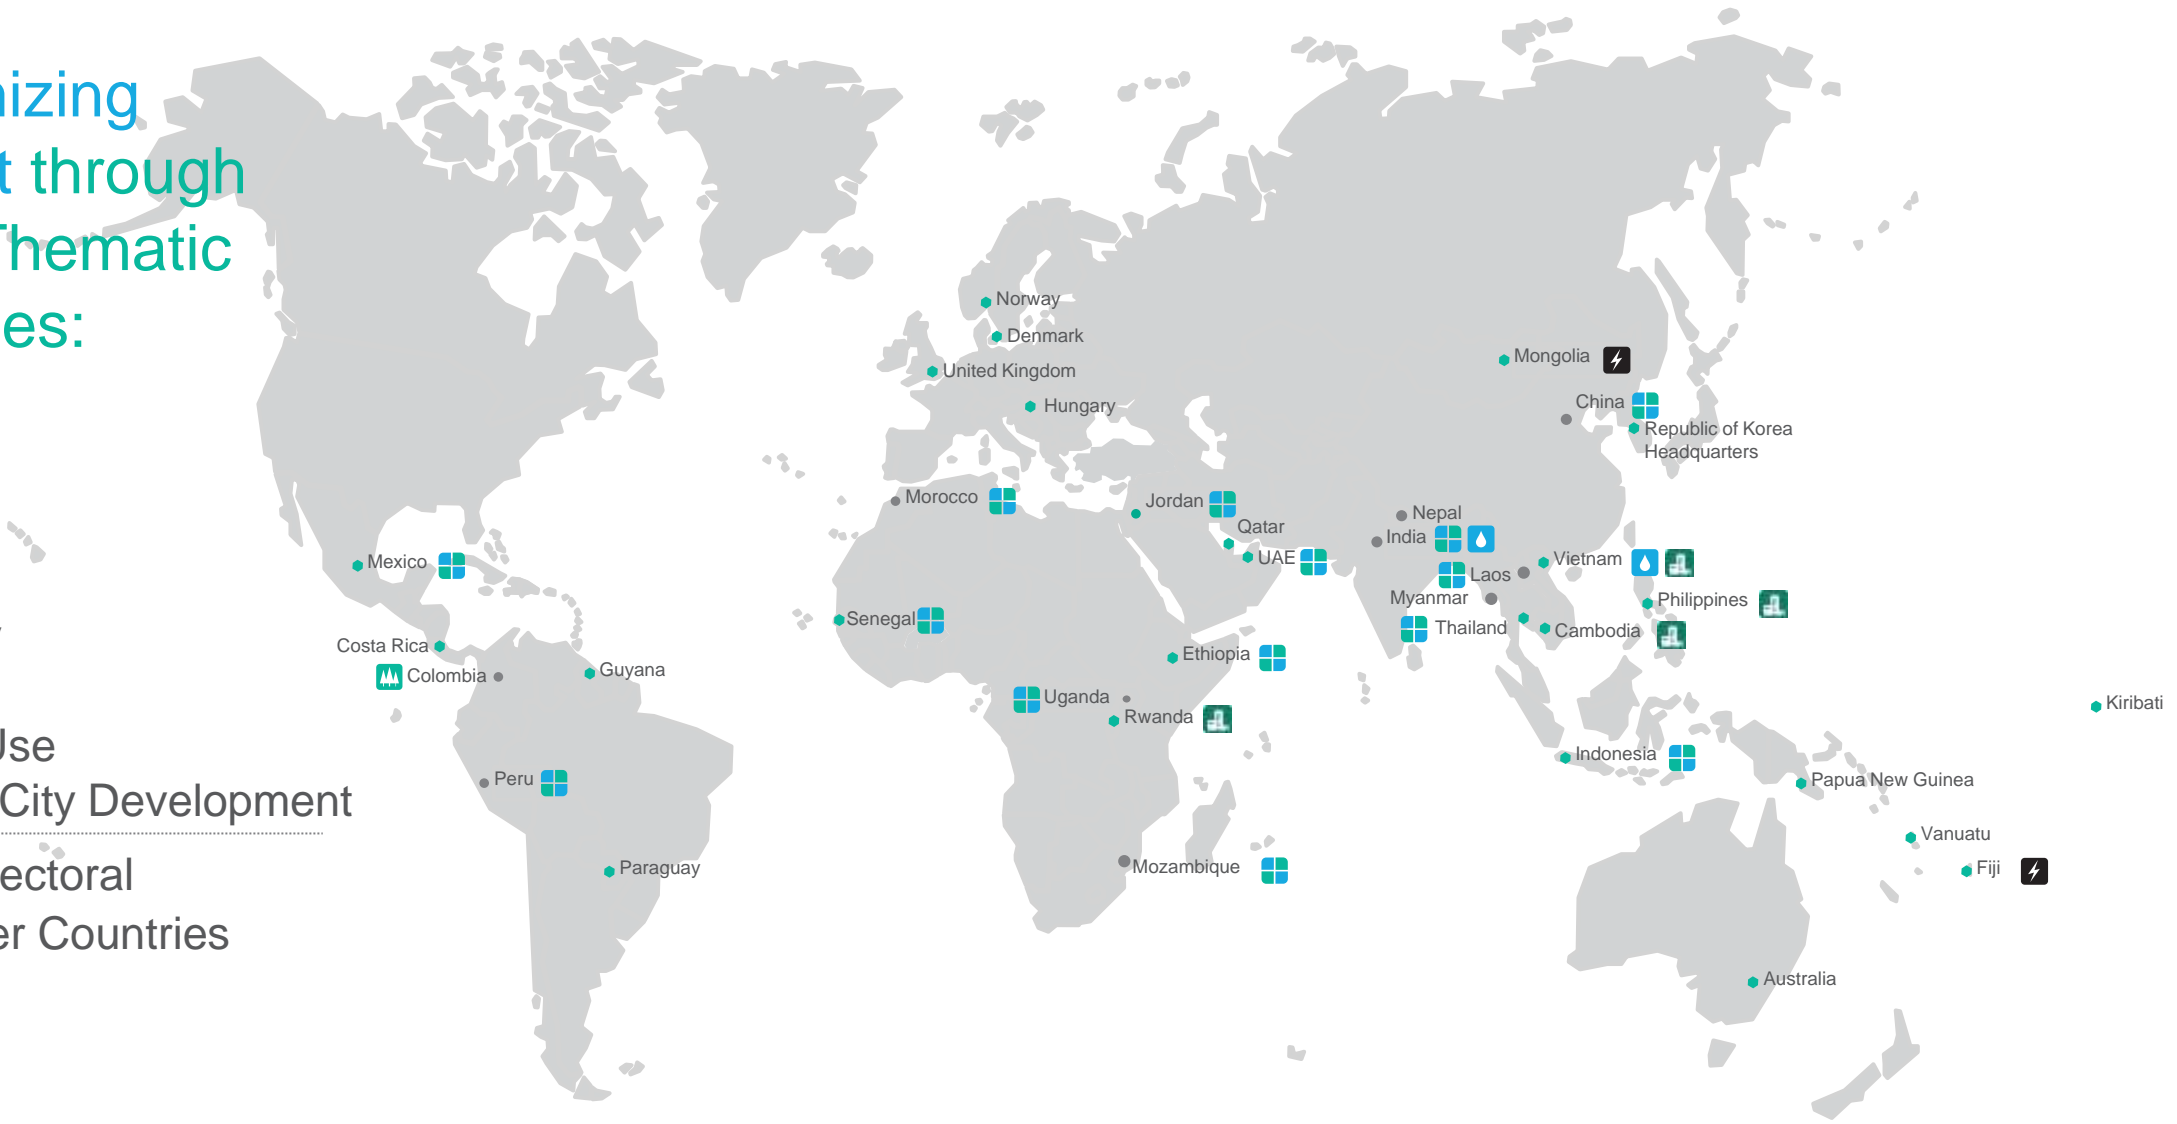 nizing
t through
Thematic
es:
Use
City Development
ectoral
er Countries
Norway
Denmark
United Kingdom
Hungary
Mongolia
China
Republic of Korea
Headquarters
Morocco
Jordan
Qatar
UAE
Nepal
India
Laos
Myanmar
Thailand
Vietnam
Philippines
Cambodia
Mexico
Senegal
Costa Rica
Colombia
Guyana
Ethiopia
Uganda
Rwanda
Kiribati
Indonesia
Papua New Guinea
Peru
Vanuatu
Fiji
Paraguay
Mozambique
Australia